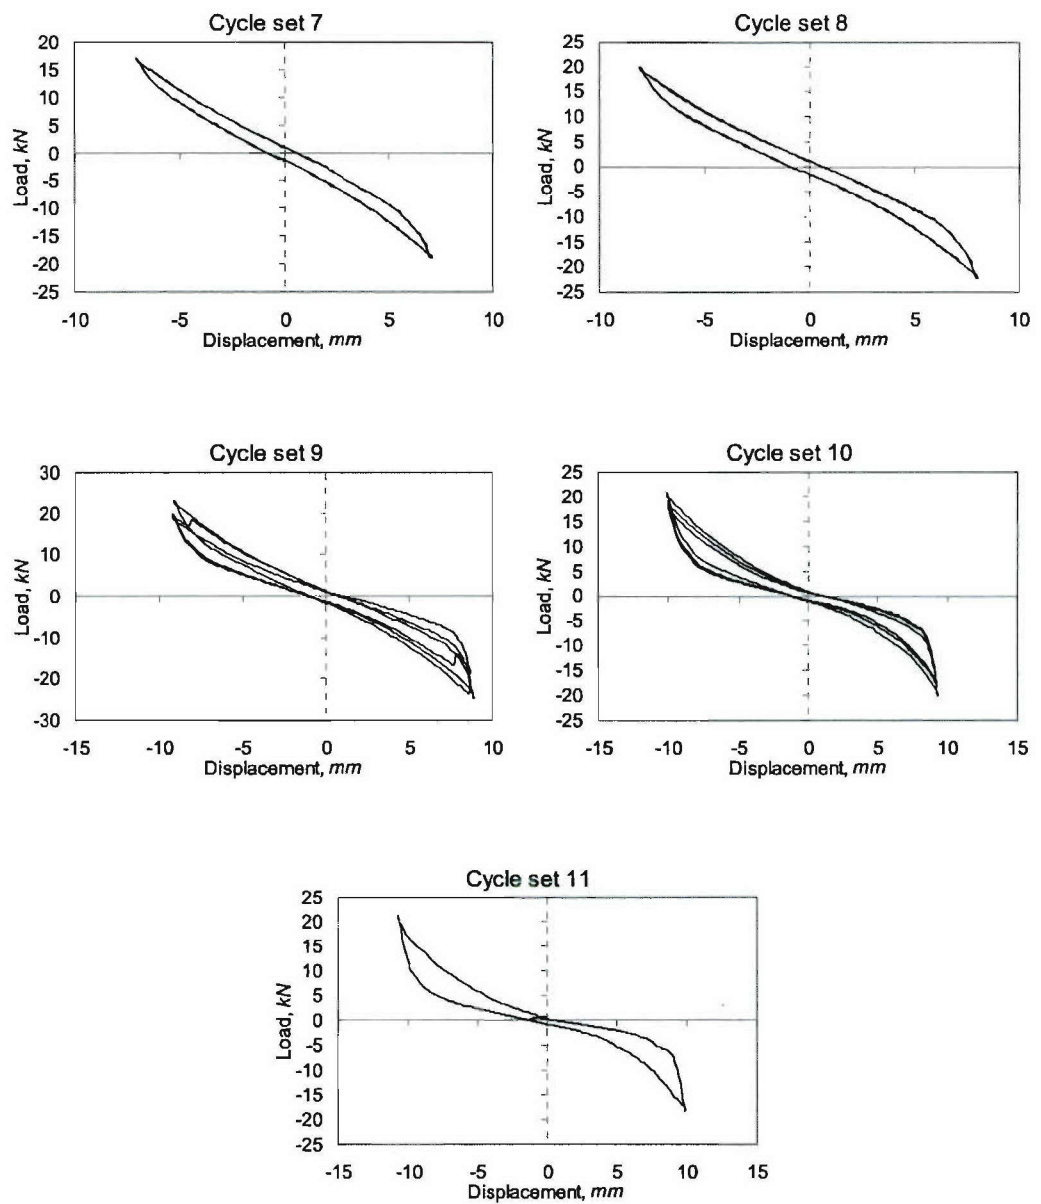 Cycle set 7
20
15
10
5
0
-5
-10
-15
-20
-25
-10 -5 0 5 10
Load, kN
Displacement, mm
Cycle set 8
25
20
15
10
5
0
-5
-10
-15
-20
-25
-10 -5 0 5 10
Load, kN
Displacement, mm
Cycle set 9
30
20
10
0
-10
-20
-30
-15 -10 -5 0 5 10
Load, kN
Displacement, mm
Cycle set 10
25
20
15
10
5
0
-5
-10
-15
-20
-25
-15 -10 -5 0 5 10 15
Load, kN
Displacement, mm
Cycle set 11
25
20
15
10
5
0
-5
-10
-15
-20
-25
-15 -10 -5 0 5 10 15
Load, kN
Displacement, mm